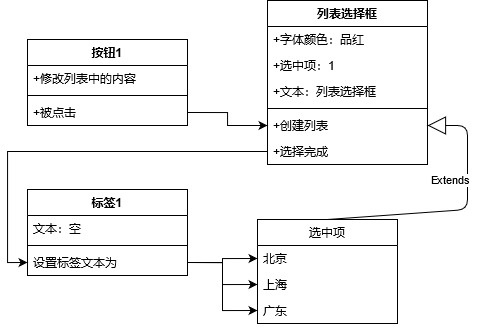 列表选择框
+字体颜色：品红
+选中项：1
+文本：列表选择框
+创建列表
+选择完成
按钮1
+修改列表中的内容
+被点击
Extends
标签1
文本：空
设置标签文本为
选中项
北京
上海
广东